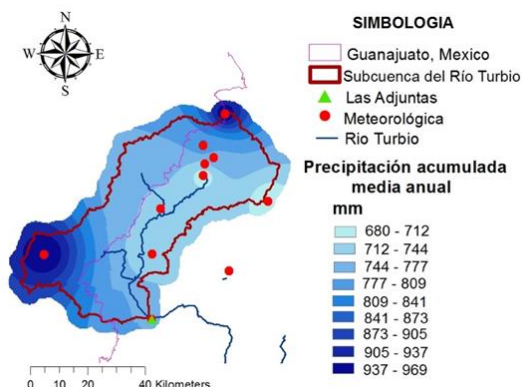 N
W E
S
SIMBOLOGIA
Guanajuato, Mexico
Subcuenca del Río Turbio
Las Adjuntas
Meteorológica
Rio Turbio
Precipitación acumulada
media anual
mm
680 - 712
712 - 744
744 - 777
777 - 809
809 - 841
841 - 873
873 - 905
905 - 937
937 - 969
0 10 20 40 Kilometers